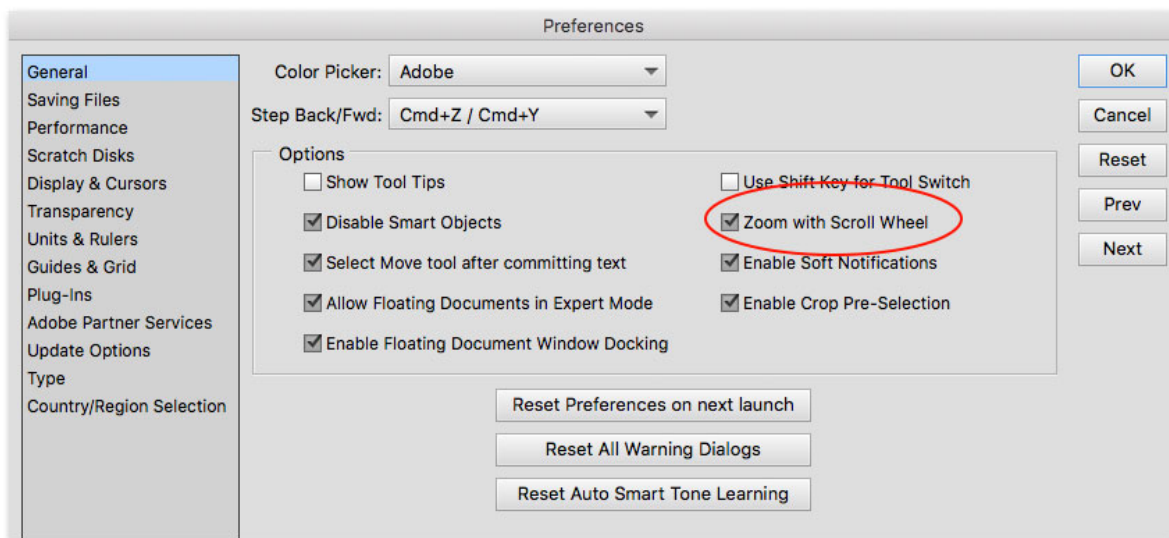 Preferences
General
Saving Files
Performance
Scratch Disks
Display & Cursors
Transparency
Units & Rulers
Guides & Grid
Plug-Ins
Adobe Partner Services
Update Options
Type
Country/Region Selection
Color Picker: Adobe
Step Back/Fwd: Cmd+Z / Cmd+Y
Options
Show Tool Tips
Disable Smart Objects
Select Move tool after committing text
Allow Floating Documents in Expert Mode
Enable Floating Document Window Docking
Use Shift Key for Tool Switch
Zoom with Scroll Wheel
Enable Soft Notifications
Enable Crop Pre-Selection
Reset Preferences on next launch
Reset All Warning Dialogs
Reset Auto Smart Tone Learning
OK
Cancel
Reset
Prev
Next